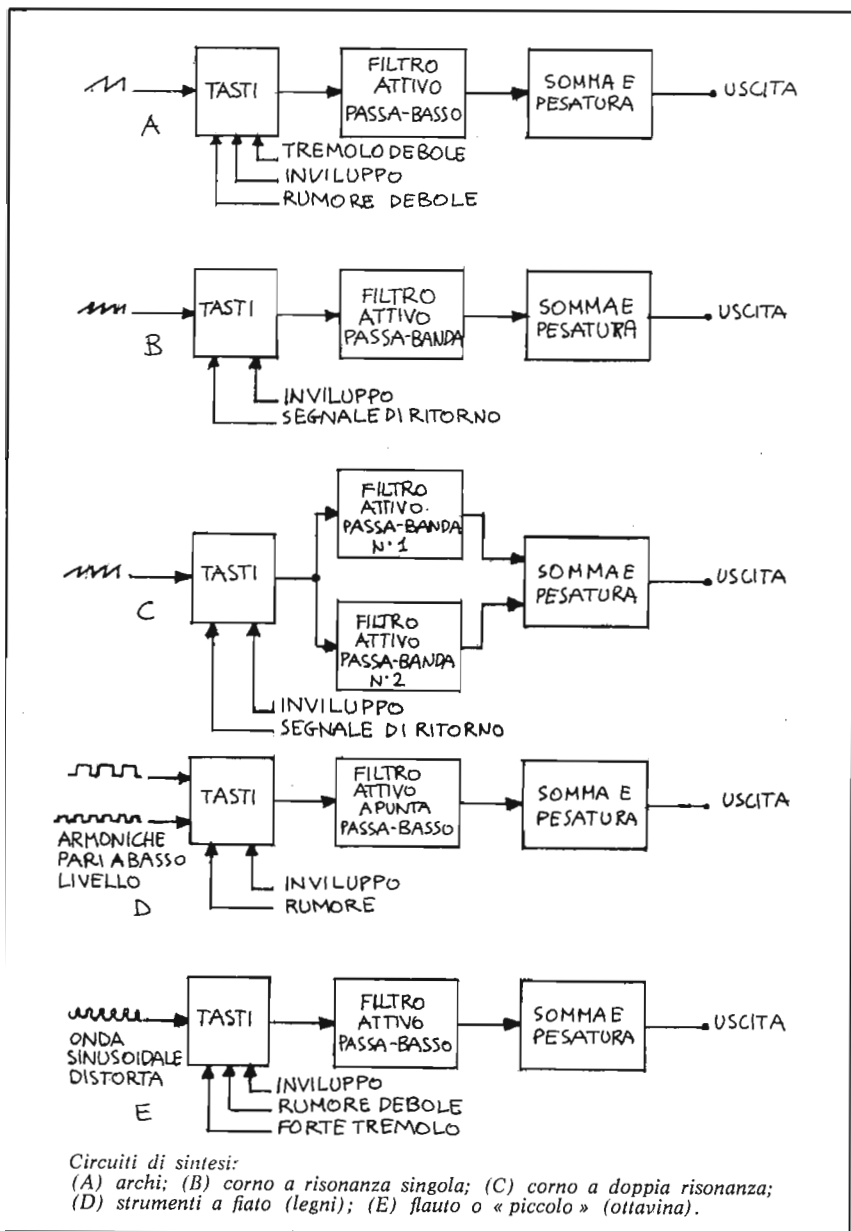 FILTRO
ATTIVO
PASSA-BASSO
TASTI
SOMMA E
PESATURA
USCITA
A
TREMOLO DEBOLE
INVILUPPO
RUMORE DEBOLE
FILTRO
ATTIVO
PASSA-BANDA
TASTI
SOMMA E
PESATURA
USCITA
B
INVILUPPO
SEGNALE DI RITORNO
FILTRO
ATTIVO
PASSA-BANDA
N. 1
TASTI
SOMMA E
PESATURA
USCITA
C
FILTRO
ATTIVO
PASSA-BANDA
N. 2
INVILUPPO
SEGNALE DI RITORNO
TASTI
FILTRO
ATTIVO
A PUNTA
PASSA-BASSO
SOMMA E
PESATURA
USCITA
ARMONICHE
PARI A BASSO
LIVELLO
D
INVILUPPO
RUMORE
TASTI
FILTRO
ATTIVO
PASSA-BASSO
SOMMA E
PESATURA
USCITA
ONDA
SINUSOIDALE
DISTORTA
E
INVILUPPO
RUMORE DEBOLE
FORTE TREMOLO
Circuiti di sintesi:
(A) archi; (B) corno a risonanza singola; (C) corno a doppia risonanza;
(D) strumenti a fiato (legni); (E) flauto o « piccolo » (ottavina).